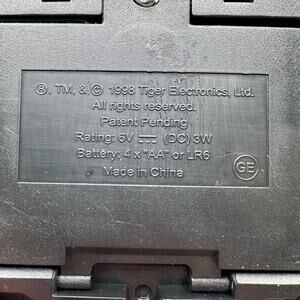 ®, TM, & © 1998 Tiger Electronics, Ltd.
All rights reserved.
Patent Pending
Rating: 6V ⎓ (DC) 3W
Battery: 4 x "AA" or LR6
Made in China
GE